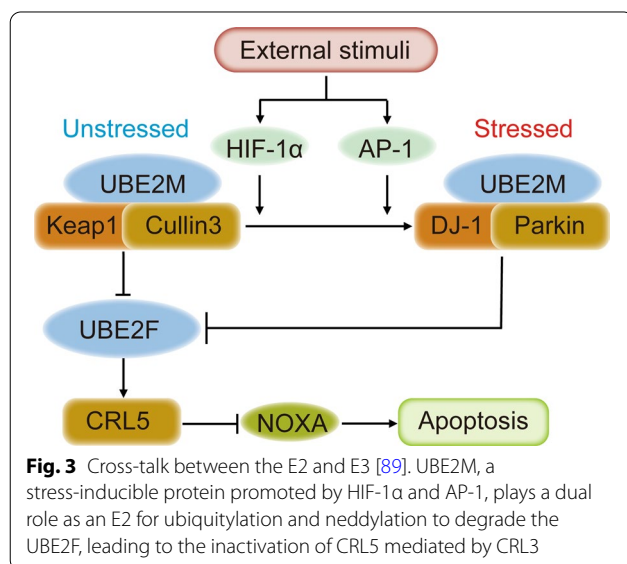 External stimuli
Unstressed
Stressed
HIF-1α
AP-1
UBE2M
UBE2M
Keap1
Cullin3
DJ-1
Parkin
UBE2F
CRL5
NOXA
Apoptosis
Fig. 3 Cross-talk between the E2 and E3 [89]. UBE2M, a
stress-inducible protein promoted by HIF-1α and AP-1, plays a dual
role as an E2 for ubiquitylation and neddylation to degrade the
UBE2F, leading to the inactivation of CRL5 mediated by CRL3